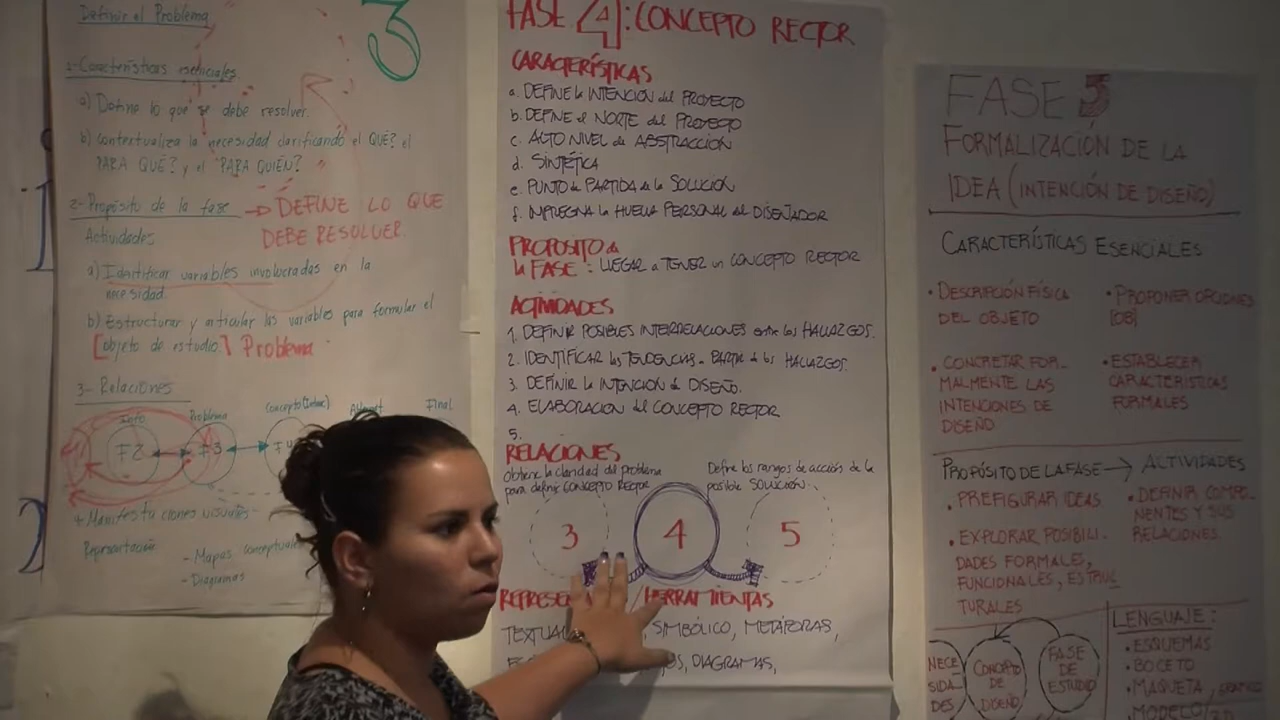 Definir el Problema
3
1-Características esenciales
a) Define lo que se debe resolver.
b) contextualiza la necesidad clarificando el QUÉ? el
PARA QUÉ? y el PARA QUIÉN?
2-Propósito de la fase → DEFINE LO QUE
DEBE RESOLVER.
Actividades
a) Identificar variables involucradas en la
necesidad.
b) Estructurar y articular las variables para formular el
[objeto de estudio.] Problema
3- Relaciones
Info Problema Concepto Final
F2 F3 F4
Manifestaciones visuales
Representación
- Mapas conceptuales
- Diagramas
FASE 4: CONCEPTO RECTOR
CARACTERÍSTICAS
a. DEFINE la INTENCIÓN del PROYECTO
b. DEFINE el NORTE del PROYECTO
c. ALTO NIVEL de ABSTRACCIÓN
d. SINTÉTICA
e. PUNTO de PARTIDA de la SOLUCIÓN
f. IMPREGNA la HUELLA PERSONAL del DISEÑADOR
PROPÓSITO de
la FASE: LLEGAR a TENER un CONCEPTO RECTOR
ACTIVIDADES
1. DEFINIR POSIBLES INTERRELACIONES entre los HALLAZGOS.
2. IDENTIFICAR las TENDENCIAS a PARTIR de los HALLAZGOS.
3. DEFINIR la INTENCIÓN de DISEÑO.
4. ELABORACIÓN del CONCEPTO RECTOR
5.
RELACIONES
obtiene la claridad del problema
para definir CONCEPTO RECTOR
Define los rangos de acción de la
posible SOLUCIÓN.
3 4 5
/HERRAMIENTAS
SIMBÓLICO, METÁFORAS,
DIAGRAMAS,
FASE 5
FORMALIZACIÓN DE LA
IDEA (INTENCIÓN DE DISEÑO)
CARACTERÍSTICAS ESENCIALES
• DESCRIPCIÓN FÍSICA
DEL OBJETO
• CONCRETAR FOR-
MALMENTE LAS
INTENCIONES DE
DISEÑO
• PROPONER OPCIONES
• ESTABLECER
CARACTERISTICAS
FORMALES
PROPÓSITO DE LA FASE → ACTIVIDADES
• PREFIGURAR IDEAS
• EXPLORAR POSIBILI-
DADES FORMALES,
FUNCIONALES, ESTRUC
TURALES
• DEFINIR COMPO-
NENTES Y SUS
RELACIONES.
NECE
SIDA-
DES
CONCEPTO
DE
DISEÑO
FASE
DE
ESTUDIO
LENGUAJE:
• ESQUEMAS
• BOCETO
• MAQUETA
• MODELO